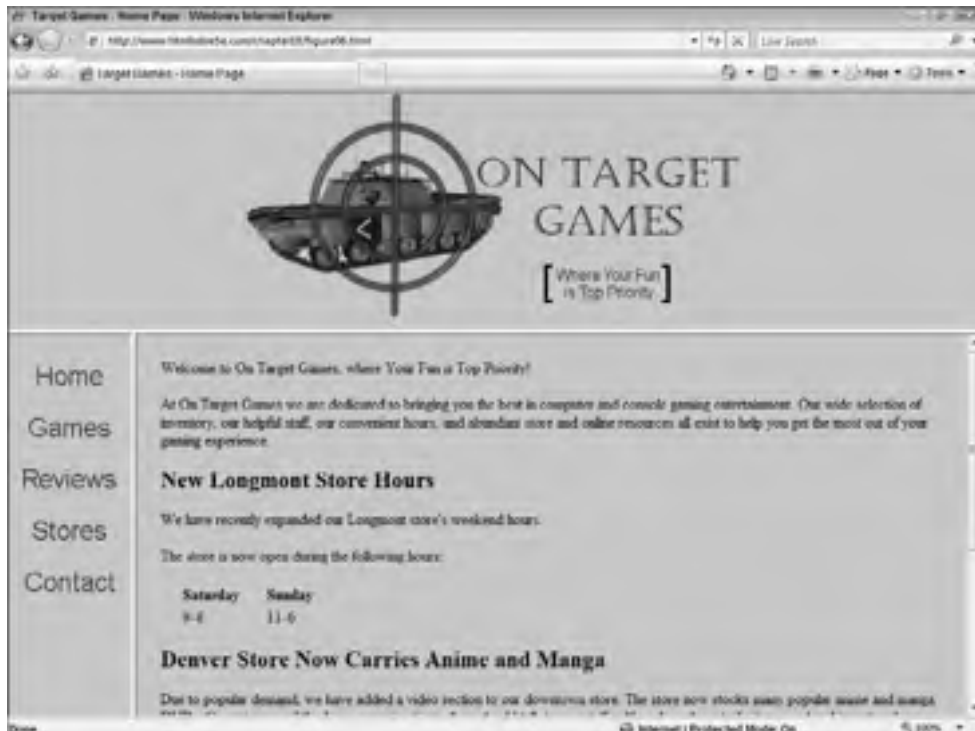 Target Games - Home Page - Windows Internet Explorer
Live Search
Target Games - Home Page
Page
Tools
ON TARGET
GAMES
[Where Your Fun
is Top Priority]
Home
Games
Reviews
Stores
Contact
Welcome to On Target Games, where Your Fun is Top Priority!
At On Target Games we are dedicated to bringing you the best in computer and console gaming entertainment. Our wide selection of
inventory, our helpful staff, our convenient hours, and abundant store and online resources all exist to help you get the most out of your
gaming experience.
New Longmont Store Hours
We have recently expanded our Longmont store's weekend hours.
The store is now open during the following hours:
Saturday Sunday
11-6
Denver Store Now Carries Anime and Manga
Due to popular demand, we have added a video section to our downtown store. The store now stocks many popular anime and manga
Done
Internet | Protected Mode: On
100%